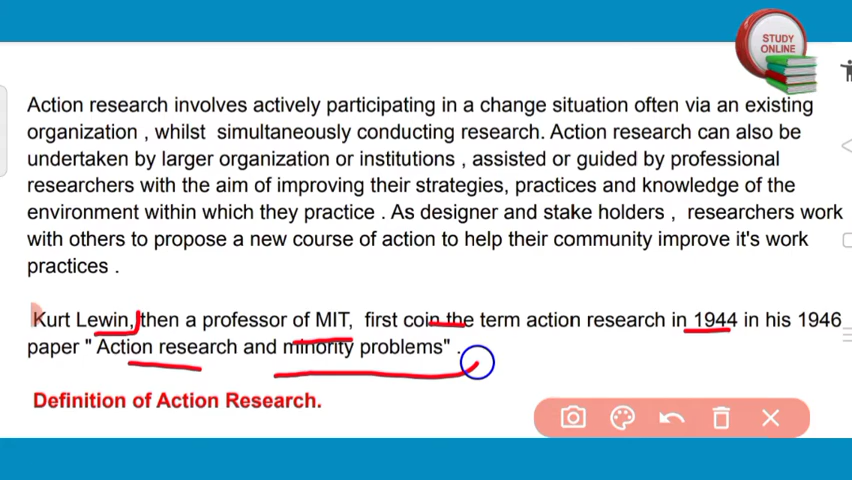 STUDY
ONLINE
Action research involves actively participating in a change situation often via an existing
organization , whilst simultaneously conducting research. Action research can also be
undertaken by larger organization or institutions , assisted or guided by professional
researchers with the aim of improving their strategies, practices and knowledge of the
environment within which they practice . As designer and stake holders , researchers work
with others to propose a new course of action to help their community improve it's work
practices .
Kurt Lewin, then a professor of MIT, first coin the term action research in 1944 in his 1946
paper " Action research and minority problems" .
Definition of Action Research.